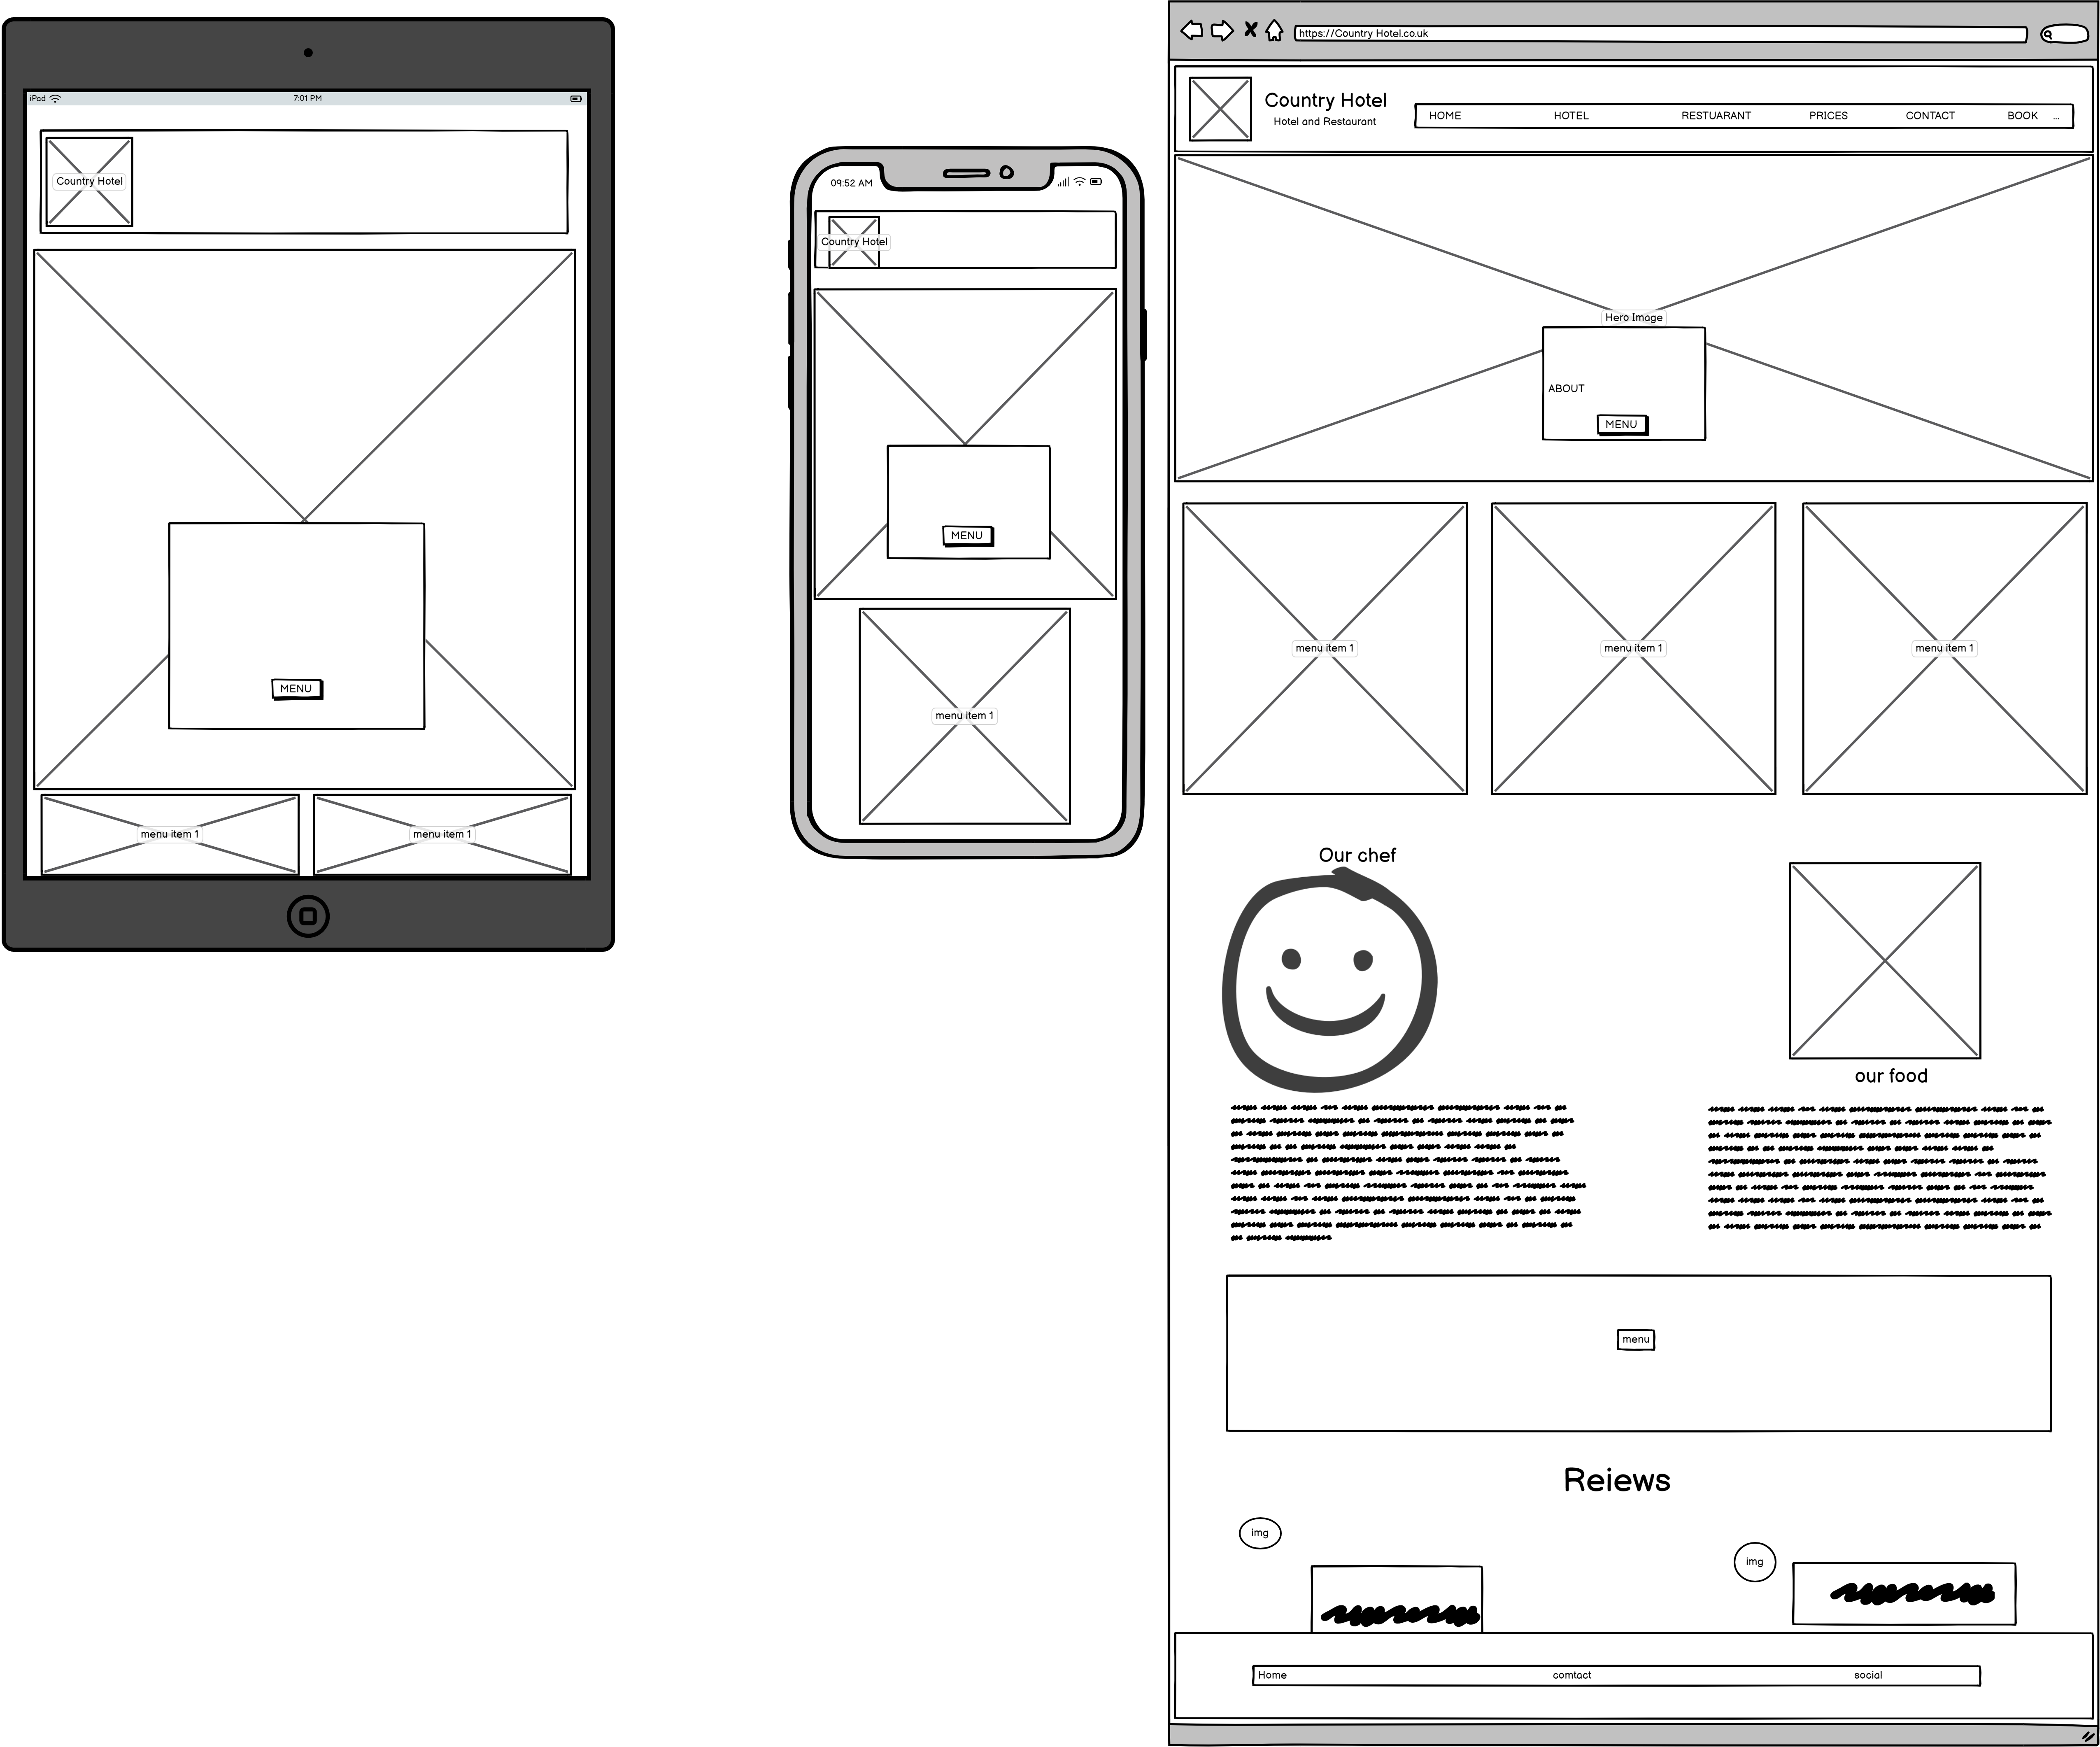 iPad
7:01 PM
Country Hotel
MENU
menu item 1
menu item 1
09:52 AM
Country Hotel
MENU
menu item 1
https://Country Hotel.co.uk
Country Hotel
Hotel and Restaurant
HOME HOTEL RESTUARANT PRICES CONTACT BOOK ...
Hero Image
ABOUT
MENU
menu item 1
menu item 1
menu item 1
Our chef
our food
menu
Reiews
img
img
Home comtact social